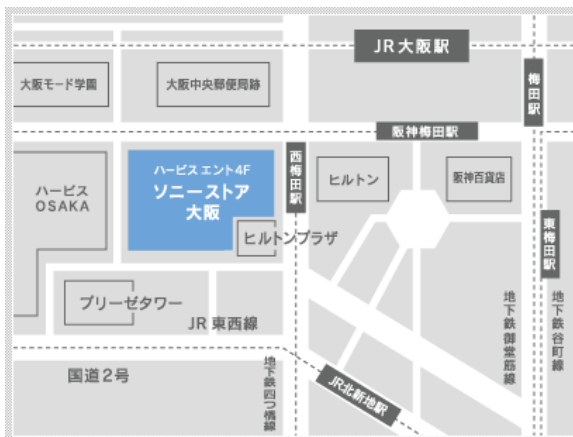 JR大阪駅
大阪モード学園
大阪中央郵便局跡
梅田駅
阪神梅田駅
ハービス
OSAKA
ハービス エント4F
ソニーストア
大阪
西梅田駅
ヒルトン
阪神百貨店
ヒルトンプラザ
東梅田駅
ブリーゼタワー
JR 東西線
地下鉄御堂筋線
地下鉄谷町線
国道2号
地下鉄四つ橋線
JR北新地駅